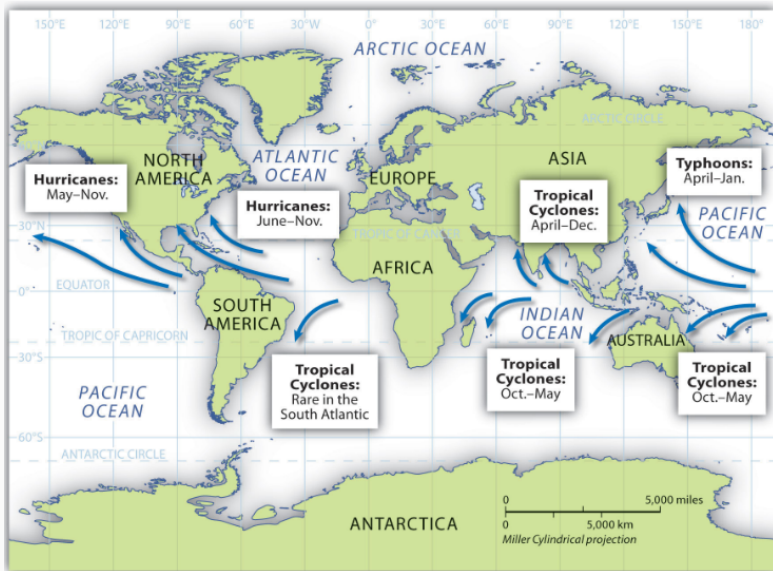 150°W 120°W 90°W 60°W 30°W 0° 30°E 60°E 90°E 120°E 150°E 180°
ARCTIC OCEAN
ARCTIC CIRCLE
NORTH
AMERICA
ATLANTIC
OCEAN
EUROPE
ASIA
Hurricanes:
May–Nov.
Hurricanes:
June–Nov.
Tropical
Cyclones:
April–Dec.
Typhoons:
April–Jan.
PACIFIC
OCEAN
30°N
TROPIC OF CANCER
AFRICA
EQUATOR
0°
SOUTH
AMERICA
INDIAN
OCEAN
TROPIC OF CAPRICORN
AUSTRALIA
30°S
Tropical
Cyclones:
Rare in the
South Atlantic
Tropical
Cyclones:
Oct.–May
Tropical
Cyclones:
Oct.–May
PACIFIC
OCEAN
60°S
ANTARCTIC CIRCLE
ANTARCTICA
0 5,000 miles
0 5,000 km
Miller Cylindrical projection